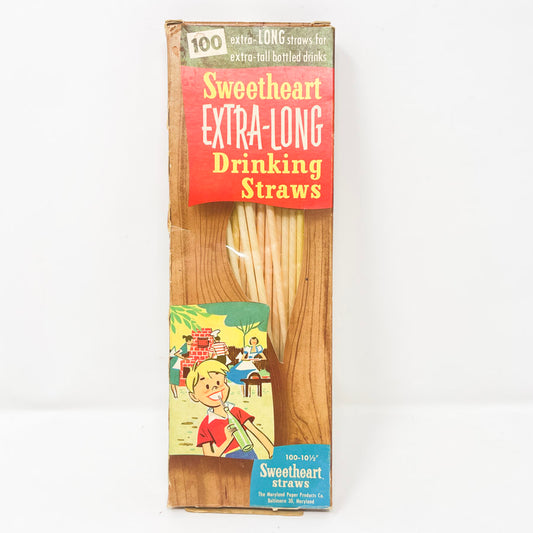 100 extra-LONG straws for
extra-tall bottled drinks
Sweetheart
EXTRA-LONG
Drinking
Straws
100-10½"
Sweetheart
straws
The Maryland Paper Products Co.
Baltimore 30, Maryland